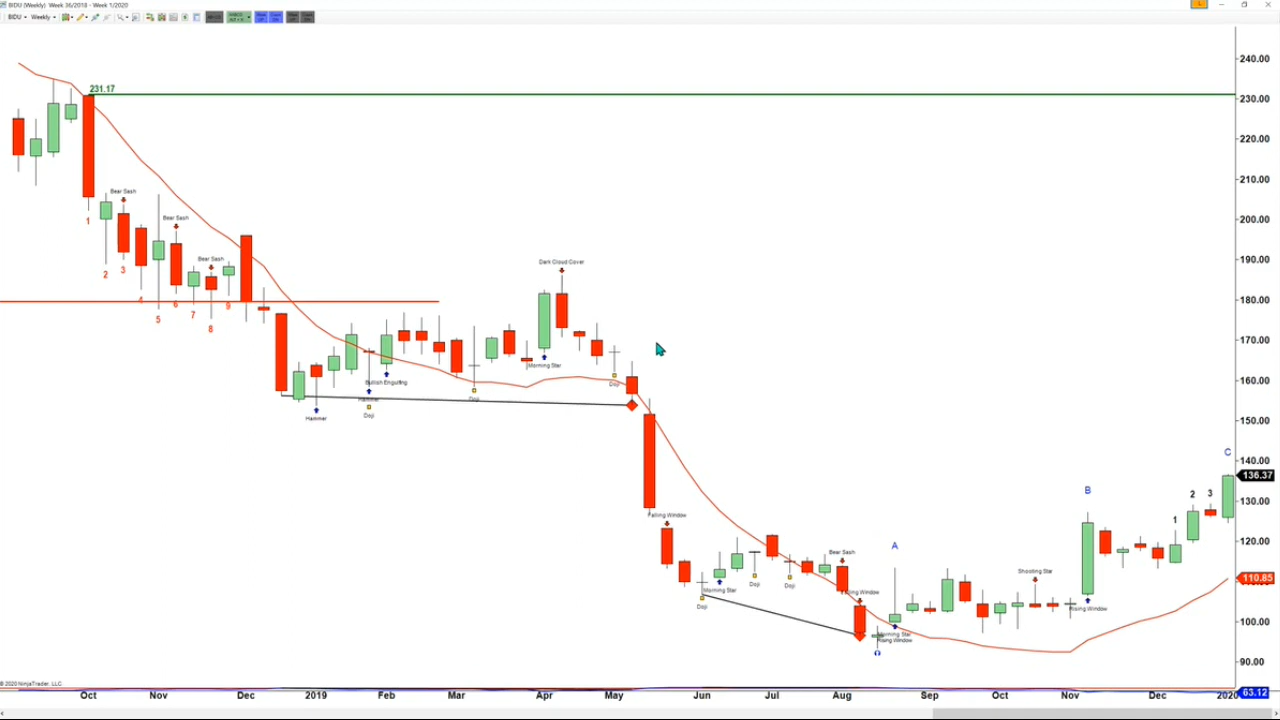 BIDU (Weekly)  Week 36/2018 - Week 1/2020
BIDU
Weekly
240.00
231.17
230.00
220.00
210.00
Bear Sash
200.00
1
Bear Sash
190.00
Bear Sash
Dark Cloud Cover
2
3
4
5
6
7
8
9
180.00
170.00
Morning Star
160.00
Doji
Bullish Engulfing
Hammer
Doji
Doji
Hammer
150.00
140.00
C
136.37
B
2
3
130.00
Falling Window
1
120.00
A
Bear Sash
Shooting Star
110.85
Doji
Doji
Morning Star
Falling Window
Doji
Rising Window
100.00
Morning Star
Rising Window
90.00
© 2020 NinjaTrader, LLC
Oct Nov Dec 2019 Feb Mar Apr May Jun Jul Aug Sep Oct Nov Dec 2020
63.12